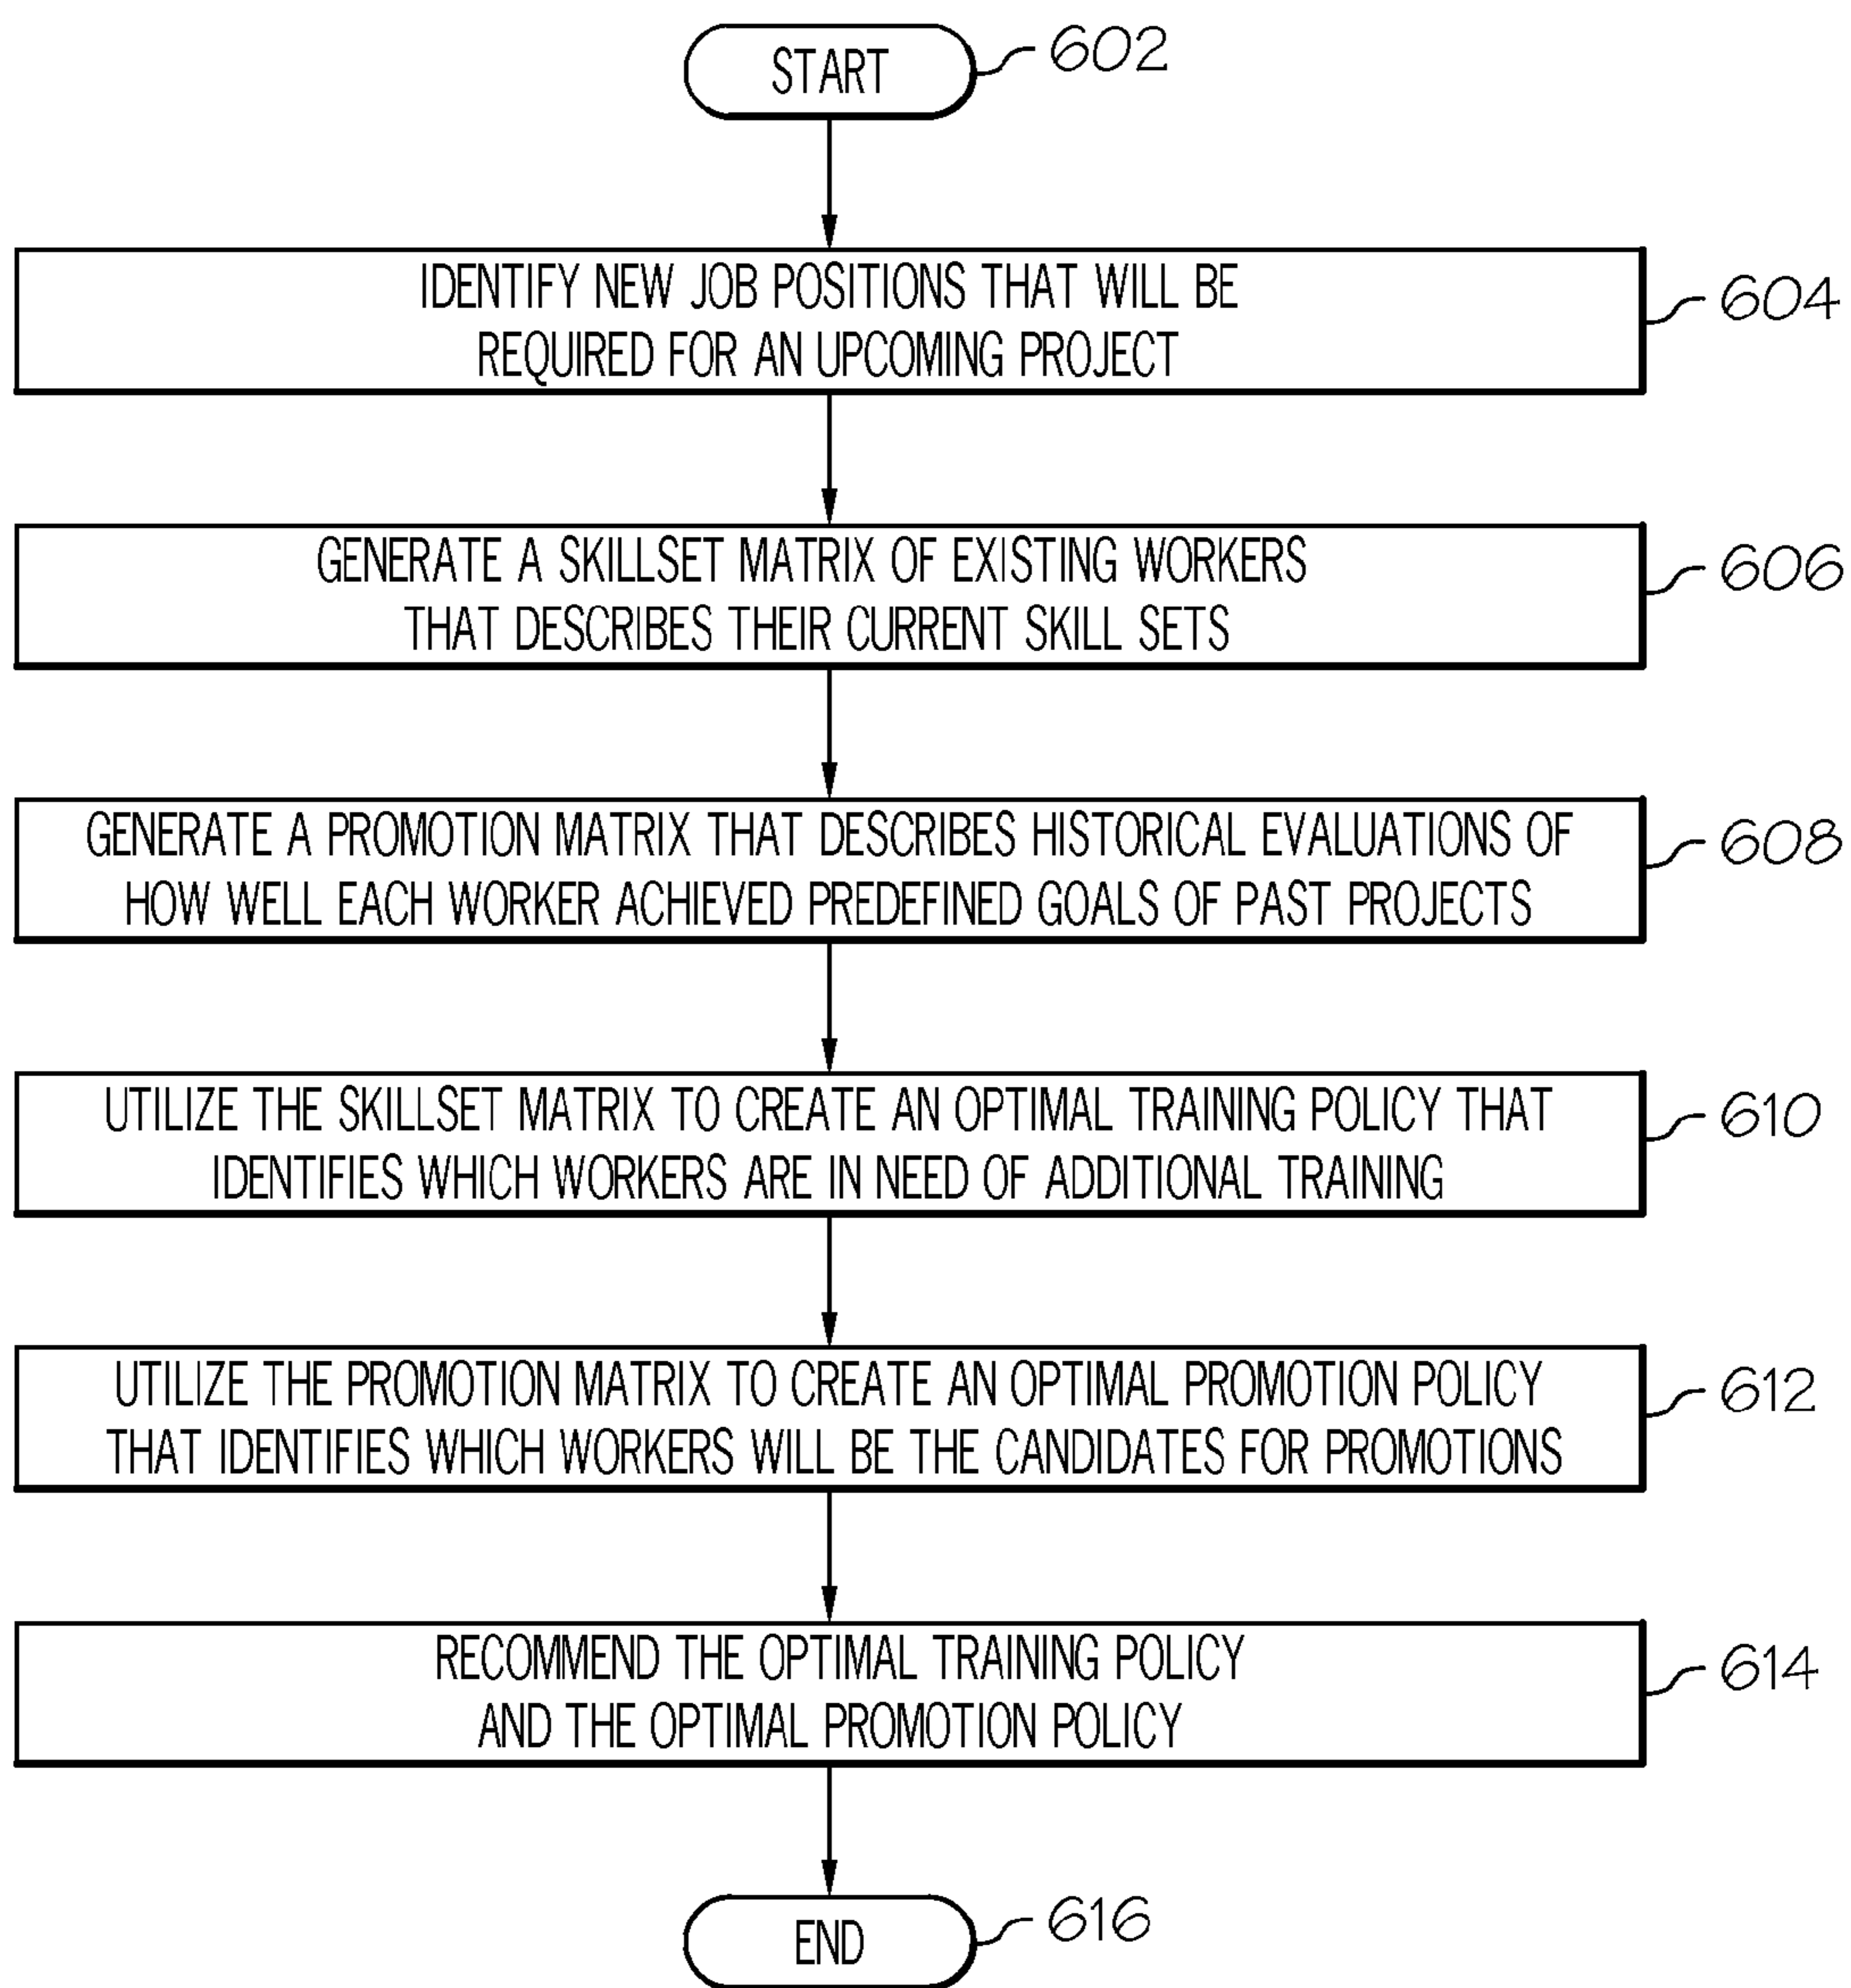 START
602
IDENTIFY NEW JOB POSITIONS THAT WILL BE
REQUIRED FOR AN UPCOMING PROJECT
604
GENERATE A SKILLSET MATRIX OF EXISTING WORKERS
THAT DESCRIBES THEIR CURRENT SKILL SETS
606
GENERATE A PROMOTION MATRIX THAT DESCRIBES HISTORICAL EVALUATIONS OF
HOW WELL EACH WORKER ACHIEVED PREDEFINED GOALS OF PAST PROJECTS
608
UTILIZE THE SKILLSET MATRIX TO CREATE AN OPTIMAL TRAINING POLICY THAT
IDENTIFIES WHICH WORKERS ARE IN NEED OF ADDITIONAL TRAINING
610
UTILIZE THE PROMOTION MATRIX TO CREATE AN OPTIMAL PROMOTION POLICY
THAT IDENTIFIES WHICH WORKERS WILL BE THE CANDIDATES FOR PROMOTIONS
612
RECOMMEND THE OPTIMAL TRAINING POLICY
AND THE OPTIMAL PROMOTION POLICY
614
END
616